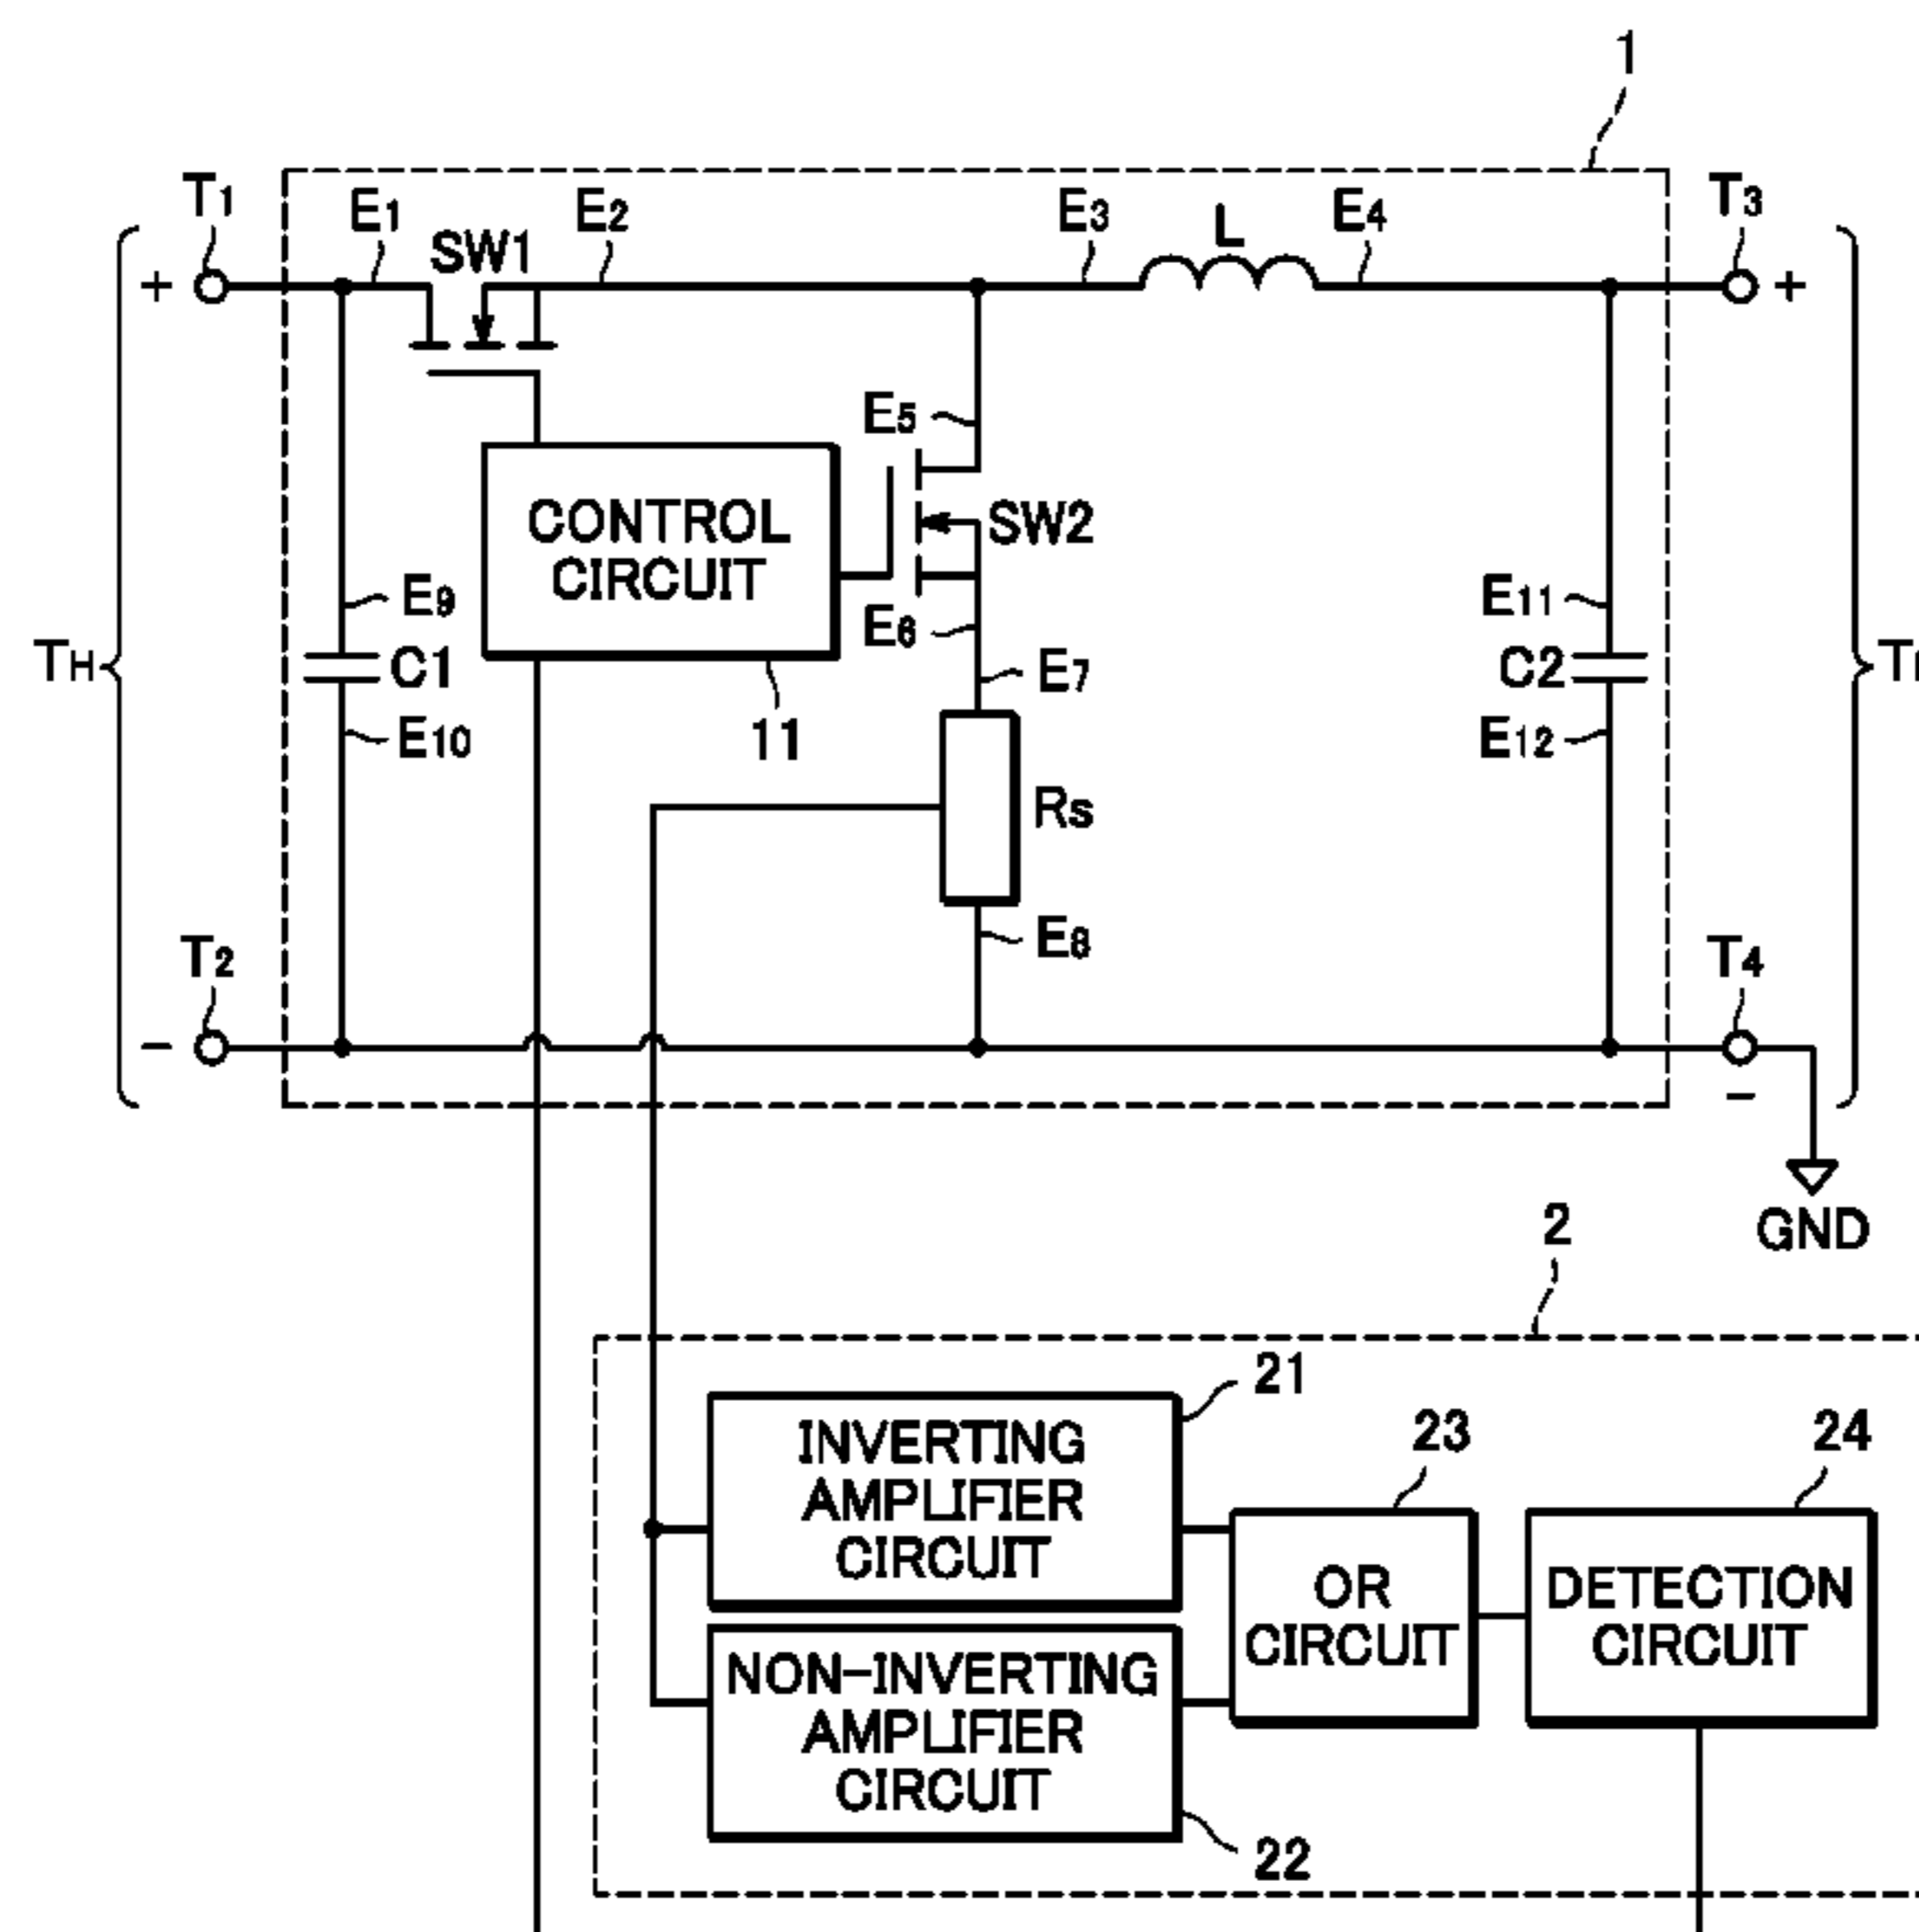 1
T1 E1 SW1 E2 E3 L E4 T3
+ +
E5
CONTROL
CIRCUIT
SW2
E9 E6 E11
TH C1 E7 C2
E10 11 E12
Rs
T2 E8 T4
- -
GND
2
21
INVERTING
AMPLIFIER
CIRCUIT
23 24
OR
CIRCUIT
DETECTION
CIRCUIT
NON-INVERTING
AMPLIFIER
CIRCUIT
22